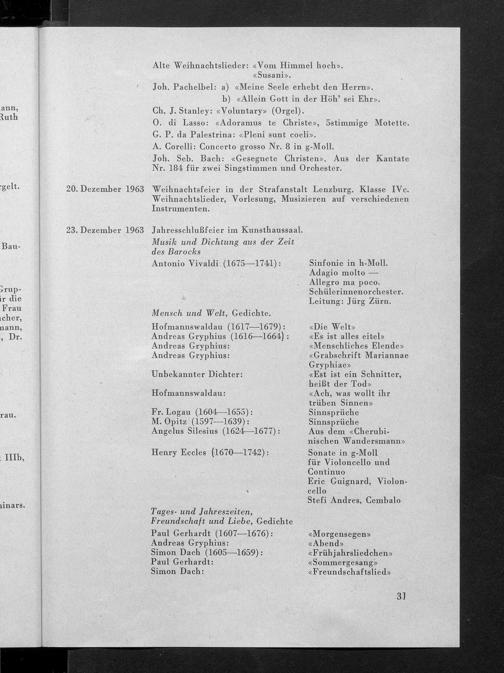 Alte Weihnachtslieder: «Vom Himmel hoch».
«Susani».
Joh. Pachelbel: a) «Meine Seele erhebt den Herrn».
b) «Allein Gott in der Höh' sei Ehr».
Ch. J. Stanley: «Voluntary» (Orgel).
O. di Lasso: «Adoramus te Christe», 5stimmige Motette.
G. P. da Palestrina: «Pleni sunt coeli».
A. Corelli: Concerto grosso Nr. 8 in g-Moll.
Joh. Seb. Bach: «Gesegnete Christen». Aus der Kantate
Nr. 184 für zwei Singstimmen und Orchester.
20. Dezember 1963 Weihnachtsfeier in der Strafanstalt Lenzburg. Klasse IVc.
Weihnachtslieder, Vorlesung, Musizieren auf verschiedenen
Instrumenten.
23. Dezember 1963 Jahresschlußfeier im Kunsthaussaal.
Musik und Dichtung aus der Zeit
des Barocks
Antonio Vivaldi (1675—1741): Sinfonie in h-Moll.
Adagio molto —
Allegro ma poco.
Schülerinnenorchester.
Leitung: Jürg Zürn.
Mensch und Welt, Gedichte.
Hofmannswaldau (1617—1679): «Die Welt»
Andreas Gryphius (1616—1664): «Es ist alles eitel»
Andreas Gryphius: «Menschliches Elende»
Andreas Gryphius: «Grabschrift Mariannae
Gryphiae»
Unbekannter Dichter: «Est ist ein Schnitter,
heißt der Tod»
Hofmannswaldau: «Ach, was wollt ihr
trüben Sinnen»
Fr. Logau (1604—1655): Sinnsprüche
M. Opitz (1597—1639): Sinnsprüche
Angelus Silesius (1624—1677): Aus dem «Cherubi-
nischen Wandersmann»
Henry Eccles (1670—1742): Sonate in g-Moll
für Violoncello und
Continuo
Eric Guignard, Violon-
cello
Stefi Andres, Cembalo
Tages- und Jahreszeiten,
Freundschaft und Liebe, Gedichte
Paul Gerhardt (1607—1676): «Morgensegen»
Andreas Gryphius: «Abend»
Simon Dach (1605—1659): «Frühjahrsliedchen»
Paul Gerhardt: «Sommergesang»
Simon Dach: «Freundschaftslied»
31